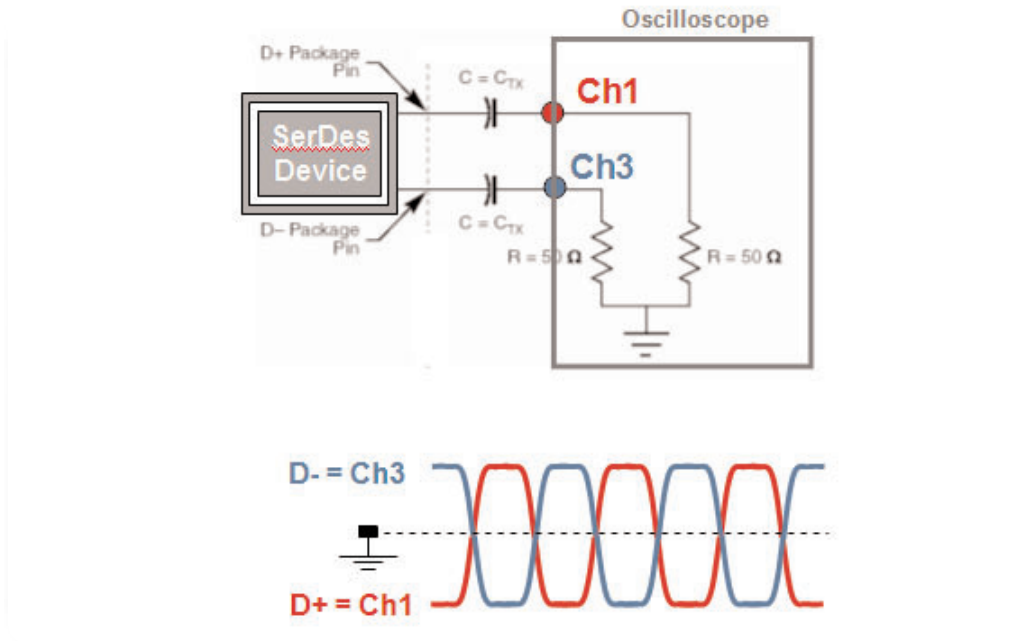 Oscilloscope
D+ Package
Pin
C = CTX
Ch1
SerDes
Device
Ch3
D– Package
Pin
C = CTX
R = 50 Ω
R = 50 Ω
D- = Ch3
D+ = Ch1